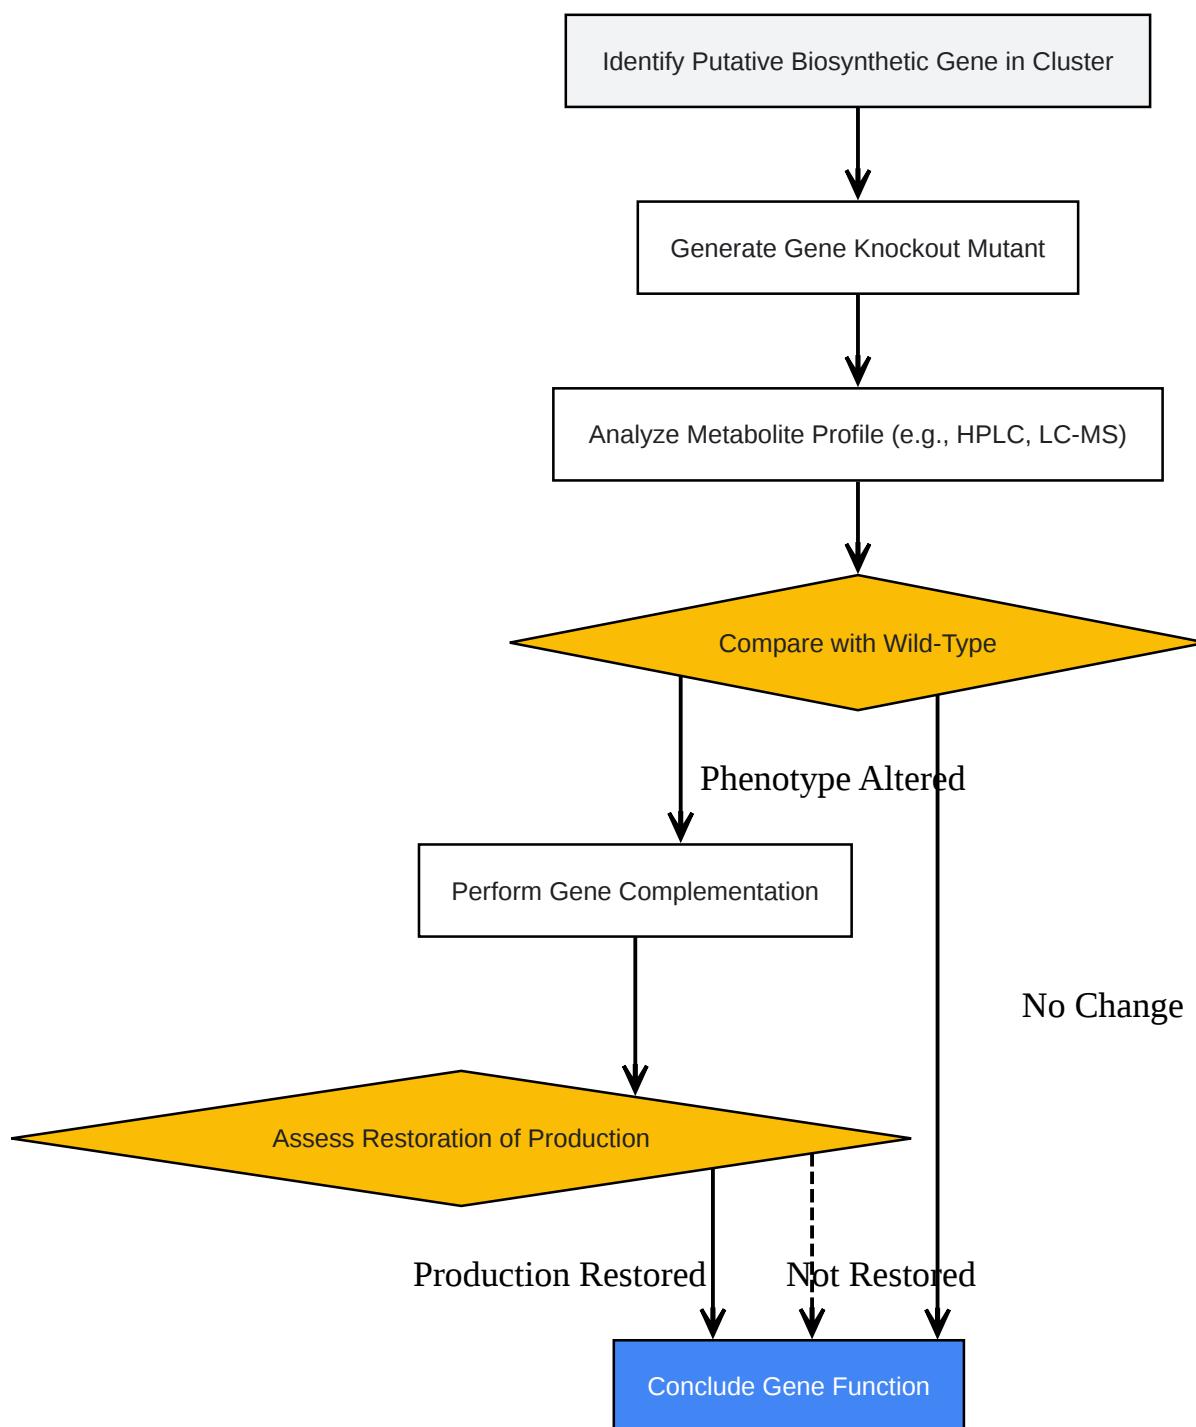 Identify Putative Biosynthetic Gene in Cluster
Generate Gene Knockout Mutant
Analyze Metabolite Profile (e.g., HPLC, LC-MS)
Compare with Wild-Type
Phenotype Altered
Perform Gene Complementation
No Change
Assess Restoration of Production
Production Restored
Not Restored
Conclude Gene Function